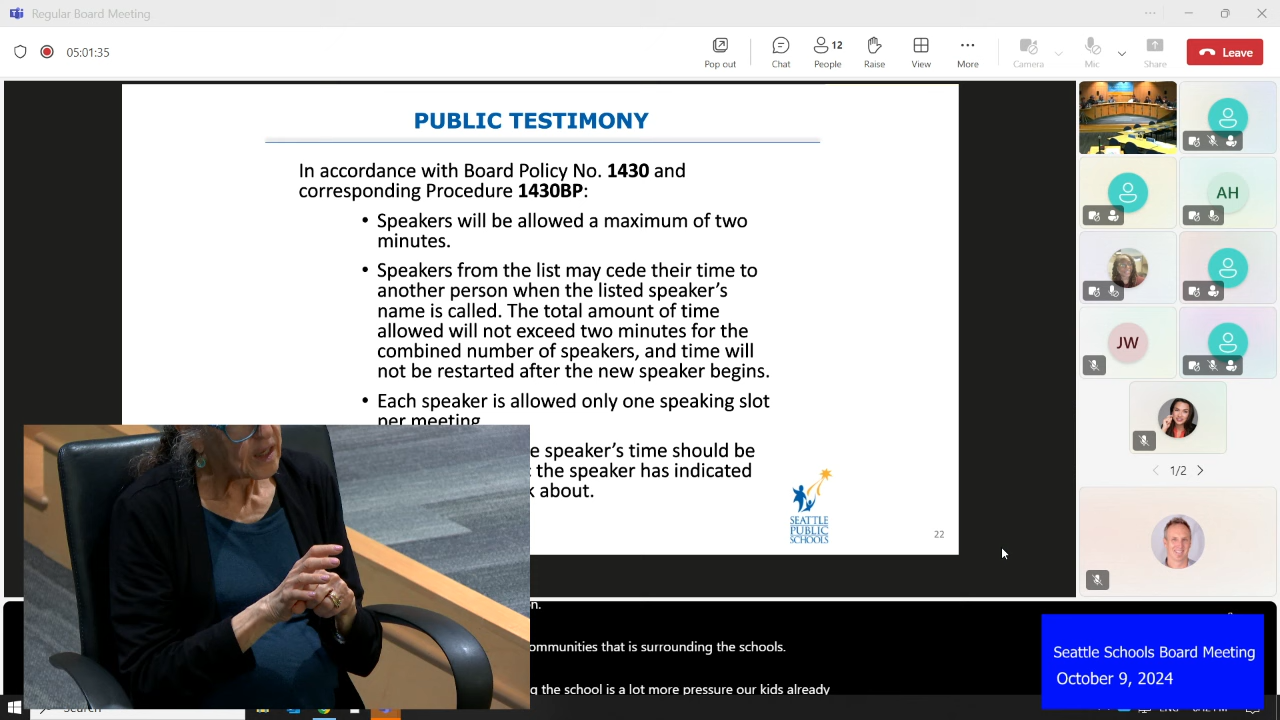 Regular Board Meeting
05:01:35
Pop out
Chat
12
People
Raise
View
More
Camera
Mic
Share
Leave
PUBLIC TESTIMONY
In accordance with Board Policy No. 1430 and
corresponding Procedure 1430BP:
• Speakers will be allowed a maximum of two
minutes.
• Speakers from the list may cede their time to
another person when the listed speaker’s
name is called. The total amount of time
allowed will not exceed two minutes for the
combined number of speakers, and time will
not be restarted after the new speaker begins.
• Each speaker is allowed only one speaking slot
per meeting
speaker’s time should be
the speaker has indicated
about.
SEATTLE
PUBLIC
SCHOOLS
22
AH
JW
1/2
that is surrounding the schools.
the school is a lot more pressure our kids already
Seattle Schools Board Meeting
October 9, 2024
Search